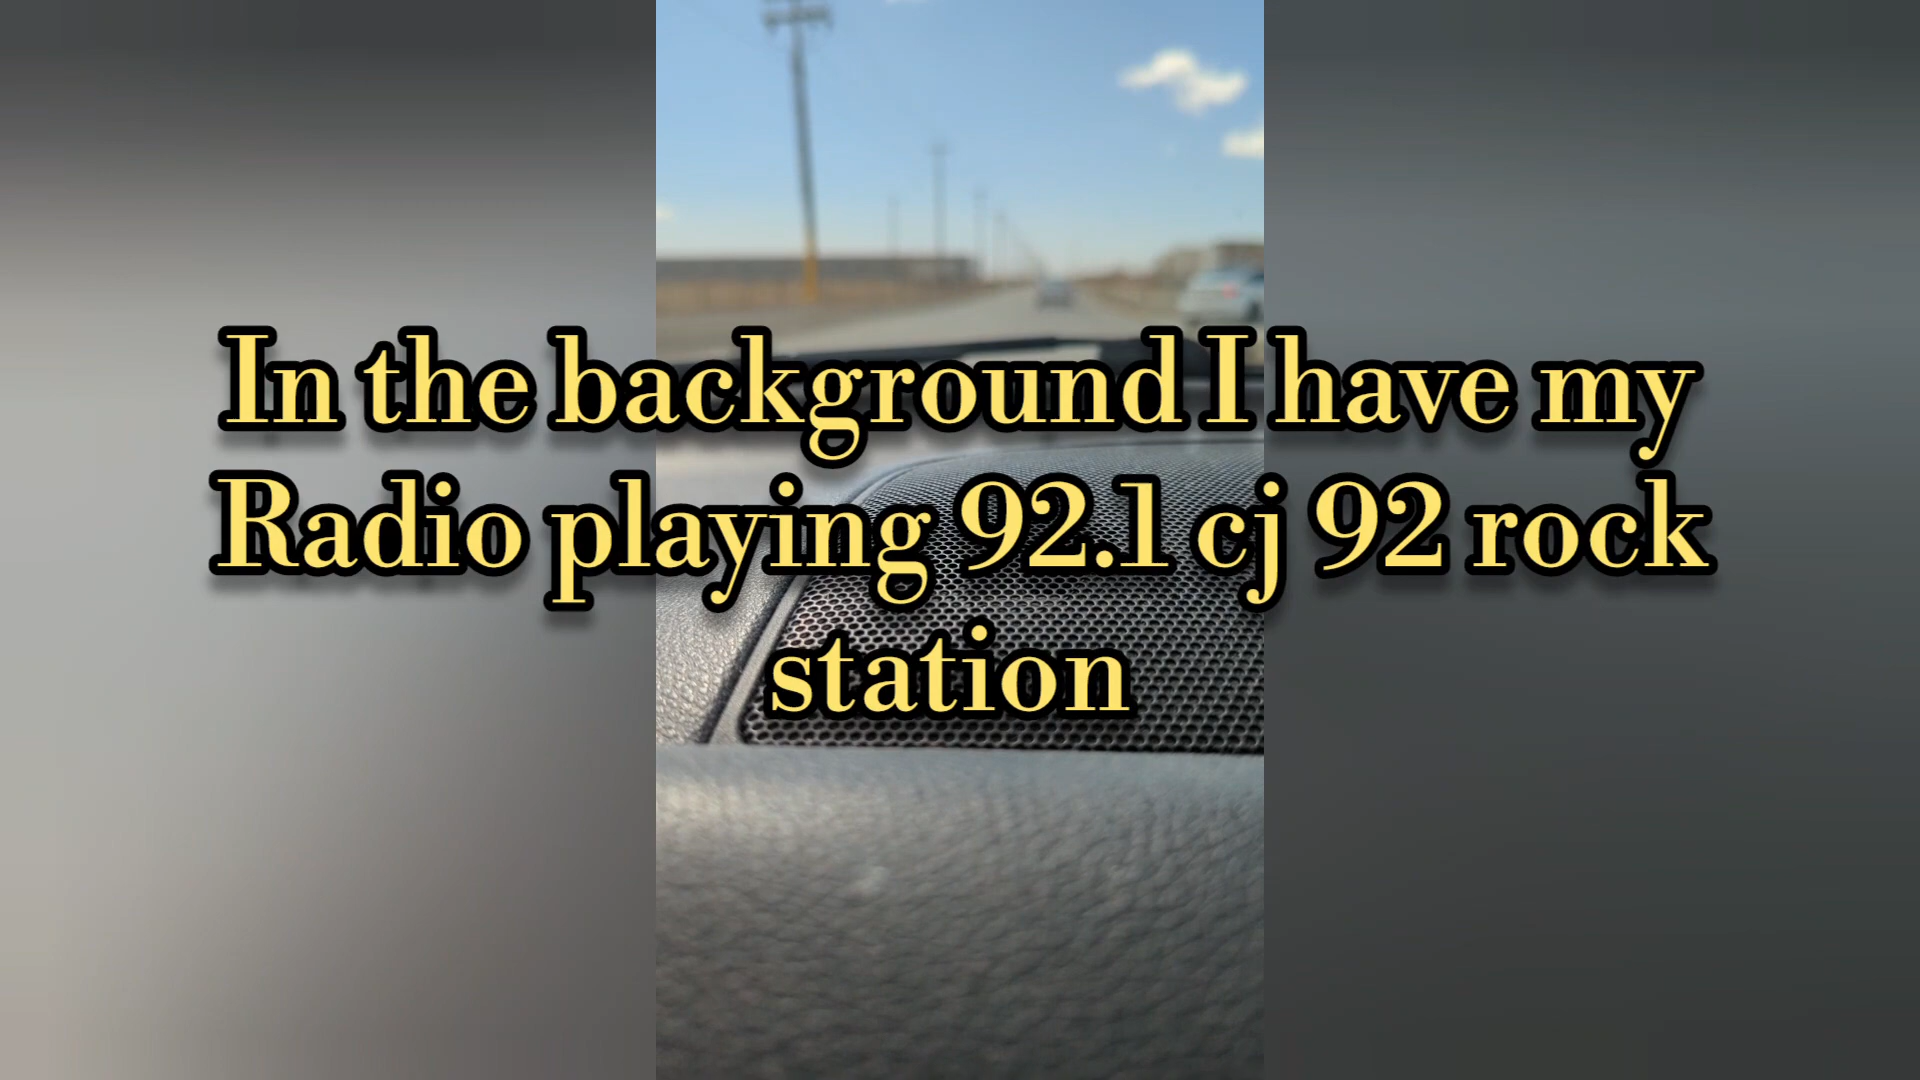 In the background I have my
Radio playing 92.1 cj 92 rock
station